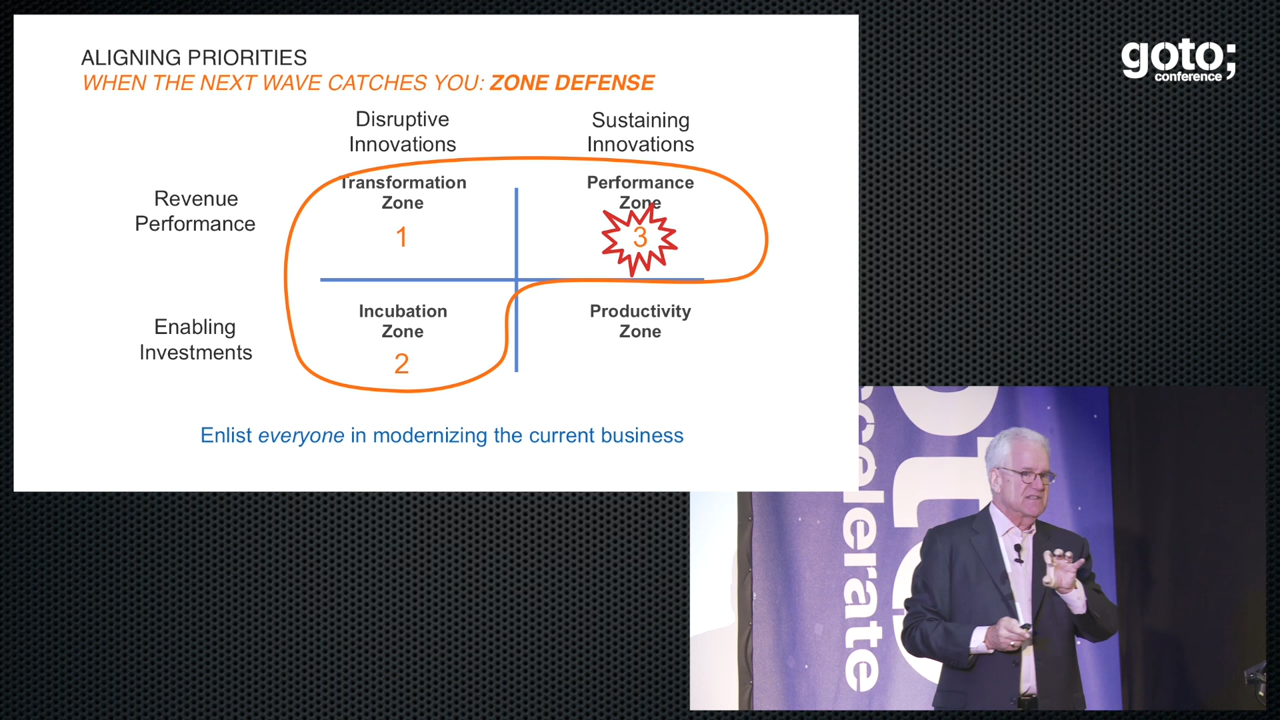 ALIGNING PRIORITIES
WHEN THE NEXT WAVE CATCHES YOU: ZONE DEFENSE
Disruptive
Innovations
Sustaining
Innovations
Revenue
Performance
Transformation
Zone
1
Performance
Zone
3
Enabling
Investments
Incubation
Zone
2
Productivity
Zone
Enlist everyone in modernizing the current business
goto;
conference
goto
accelerate